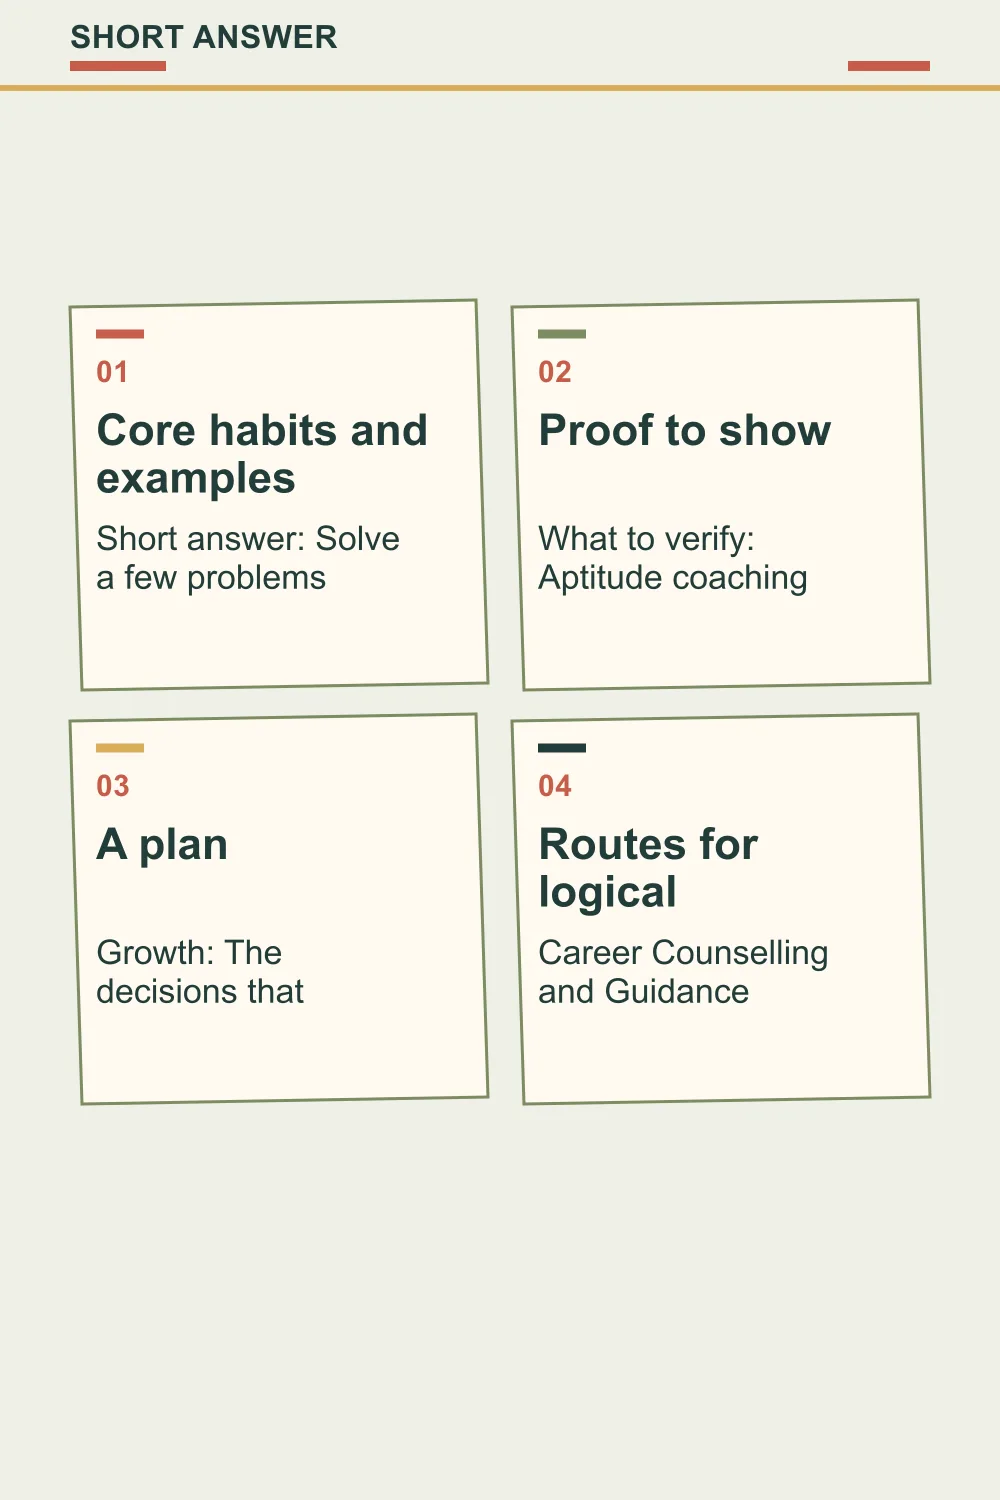 SHORT ANSWER
01
Core habits and
examples
Short answer: Solve
a few problems
02
Proof to show
What to verify:
Aptitude coaching
03
A plan
Growth: The
decisions that
04
Routes for
logical
Career Counselling
and Guidance